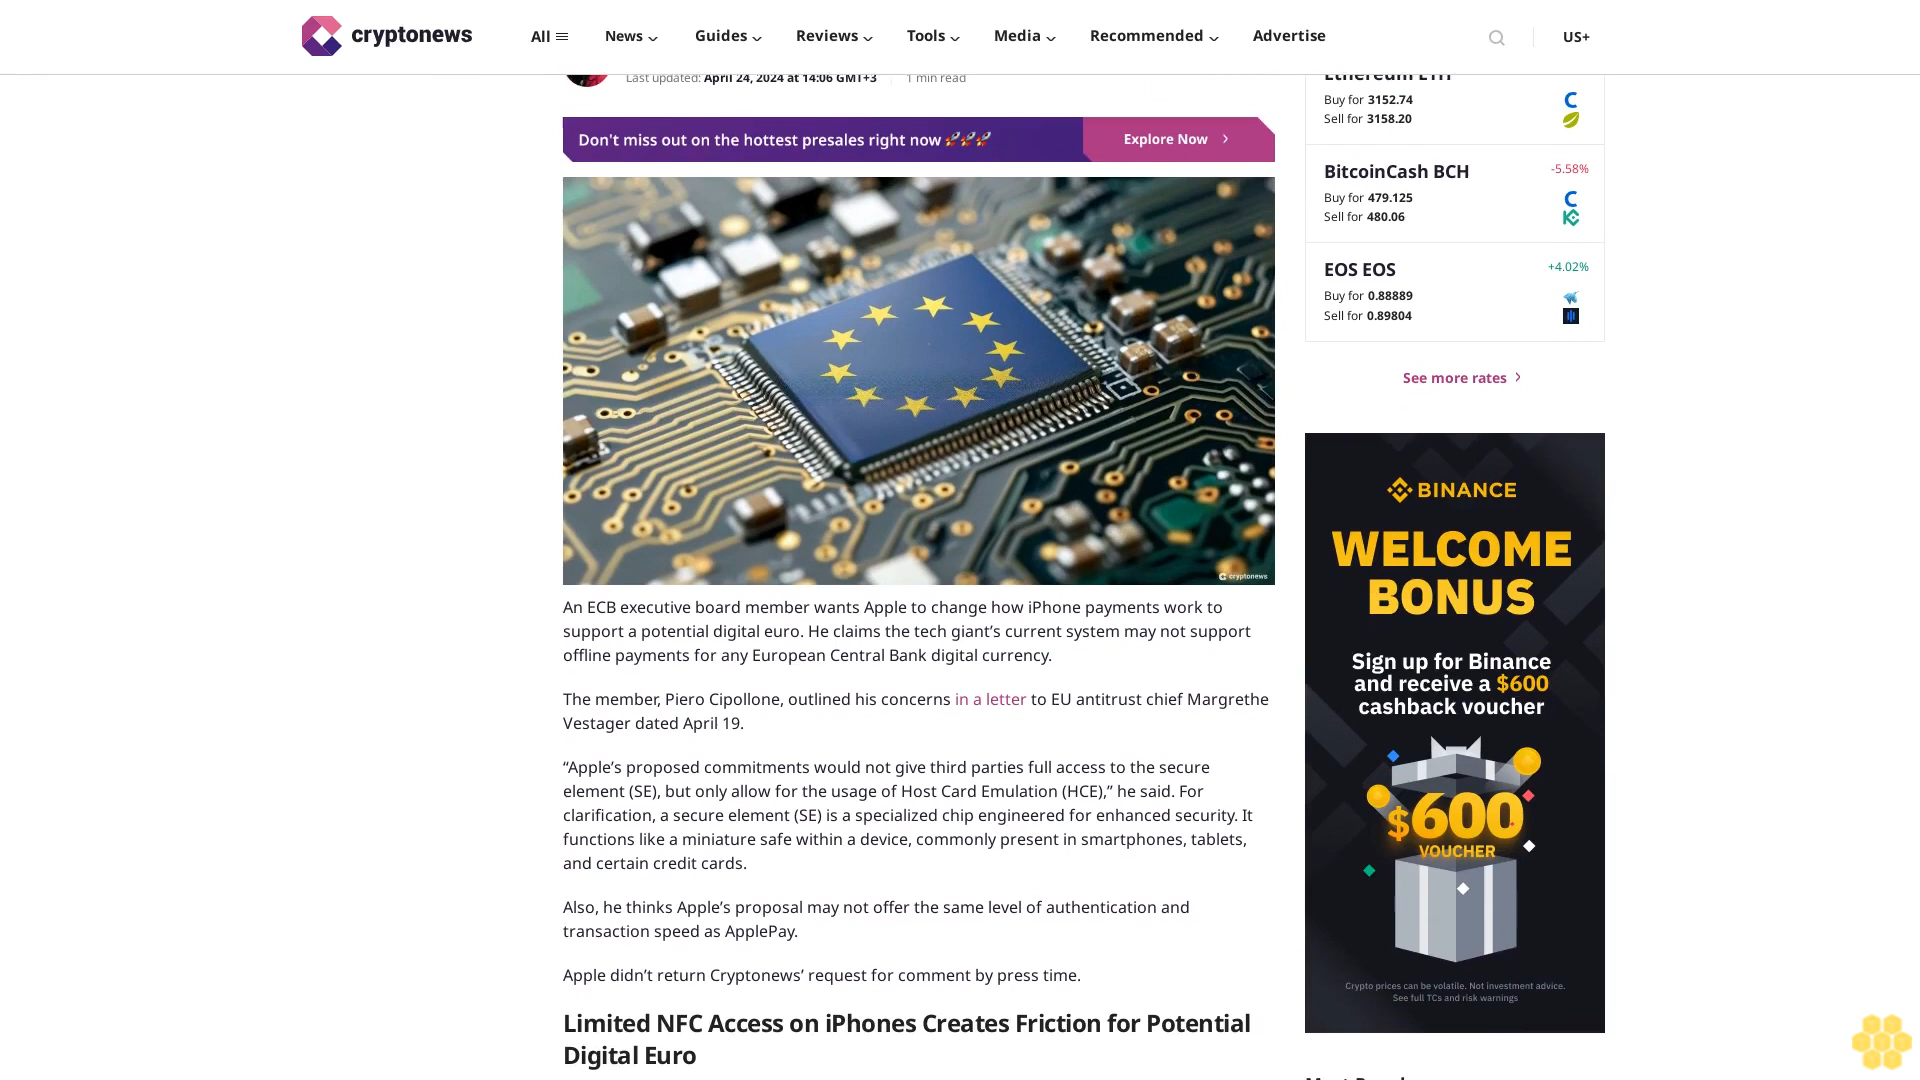 cryptonews
All
News
Guides
Reviews
Tools
Media
Recommended
Advertise
US+
Last updated: April 24, 2024 at 14:06 GMT+3
1 min read
Don't miss out on the hottest presales right now 🚀🚀🚀
Explore Now
cryptonews
An ECB executive board member wants Apple to change how iPhone payments work to
support a potential digital euro. He claims the tech giant’s current system may not support
offline payments for any European Central Bank digital currency.
The member, Piero Cipollone, outlined his concerns in a letter to EU antitrust chief Margrethe
Vestager dated April 19.
“Apple’s proposed commitments would not give third parties full access to the secure
element (SE), but only allow for the usage of Host Card Emulation (HCE),” he said. For
clarification, a secure element (SE) is a specialized chip engineered for enhanced security. It
functions like a miniature safe within a device, commonly present in smartphones, tablets,
and certain credit cards.
Also, he thinks Apple’s proposal may not offer the same level of authentication and
transaction speed as ApplePay.
Apple didn’t return Cryptonews’ request for comment by press time.
Limited NFC Access on iPhones Creates Friction for Potential
Digital Euro
Ethereum ETH
Buy for 3152.74
Sell for 3158.20
BitcoinCash BCH
-5.58%
Buy for 479.125
Sell for 480.06
EOS EOS
+4.02%
Buy for 0.88889
Sell for 0.89804
See more rates
BINANCE
WELCOME
BONUS
Sign up for Binance
and receive a $600
cashback voucher
$600
VOUCHER
Crypto prices can be volatile. Not investment advice.
See full TCs and risk warnings